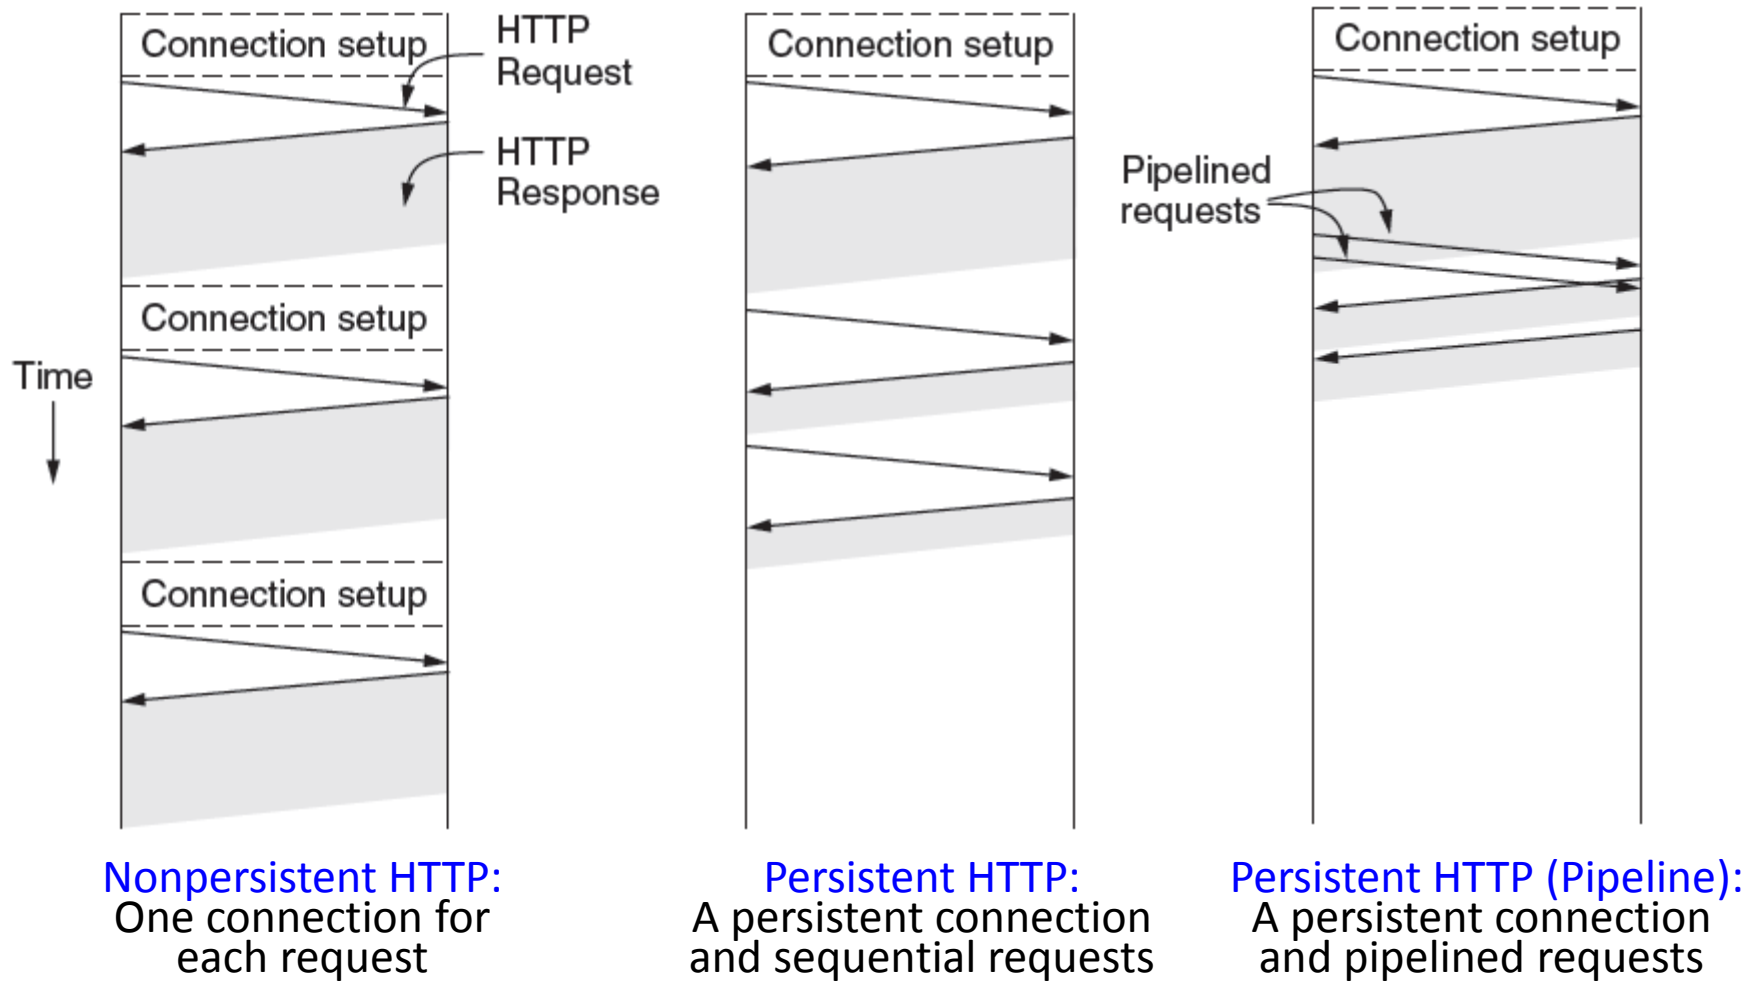 Connection setup
HTTP
Request
HTTP
Response
Connection setup
Time
Connection setup
Nonpersistent HTTP:
One connection for
each request
Connection setup
Persistent HTTP:
A persistent connection
and sequential requests
Connection setup
Pipelined
requests
Persistent HTTP (Pipeline):
A persistent connection
and pipelined requests